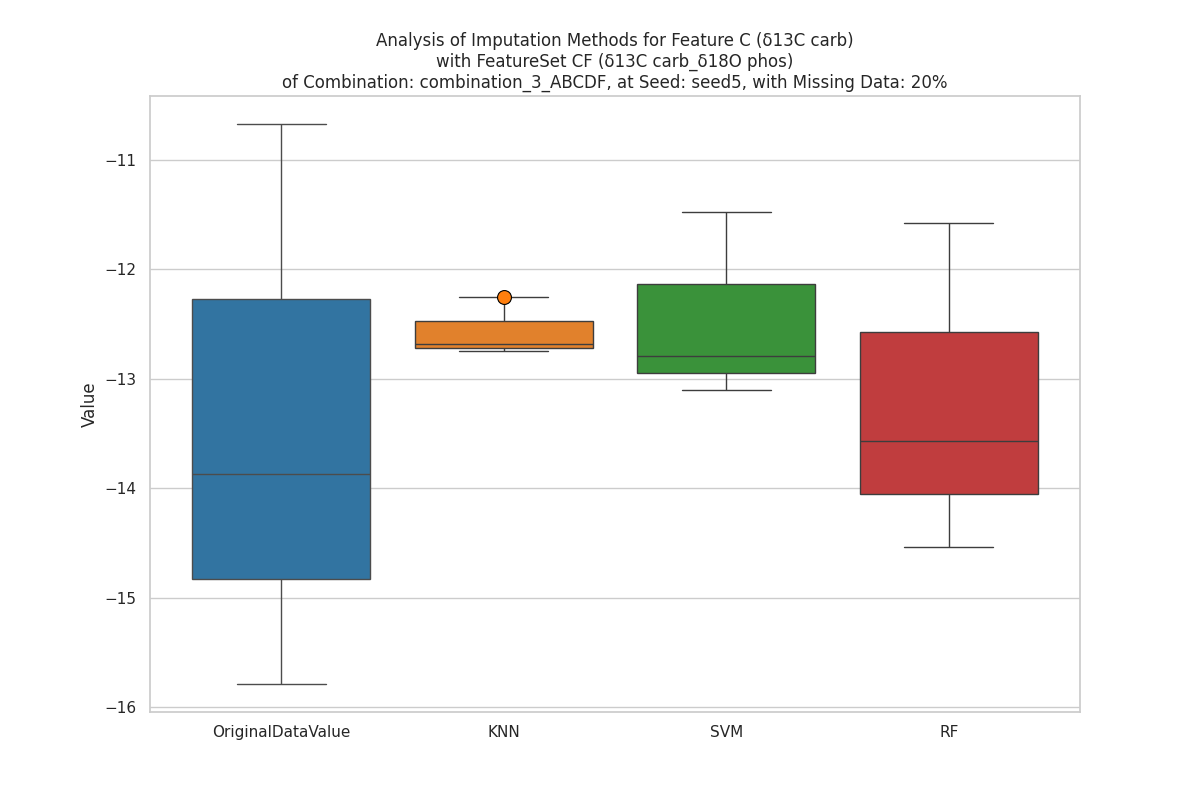 Analysis of Imputation Methods for Feature C (δ13C carb)
with FeatureSet CF (δ13C carb_δ18O phos)
of Combination: combination_3_ABCDF, at Seed: seed5, with Missing Data: 20%
Value
−11
−12
−13
−14
−15
−16
OriginalDataValue
KNN
SVM
RF